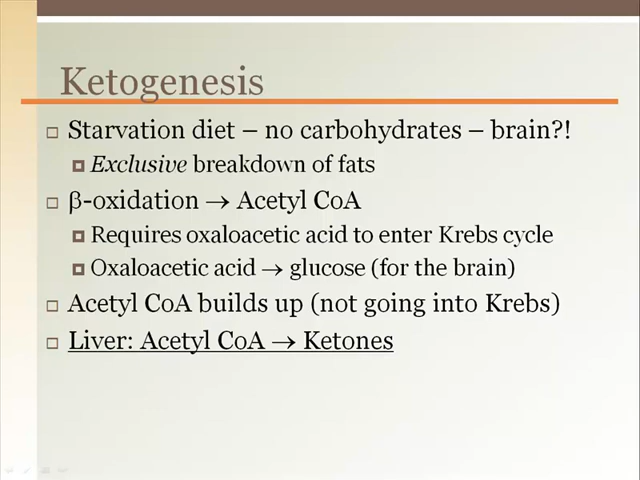 Ketogenesis
Starvation diet – no carbohydrates – brain?!
Exclusive breakdown of fats
β-oxidation → Acetyl CoA
Requires oxaloacetic acid to enter Krebs cycle
Oxaloacetic acid → glucose (for the brain)
Acetyl CoA builds up (not going into Krebs)
Liver: Acetyl CoA → Ketones